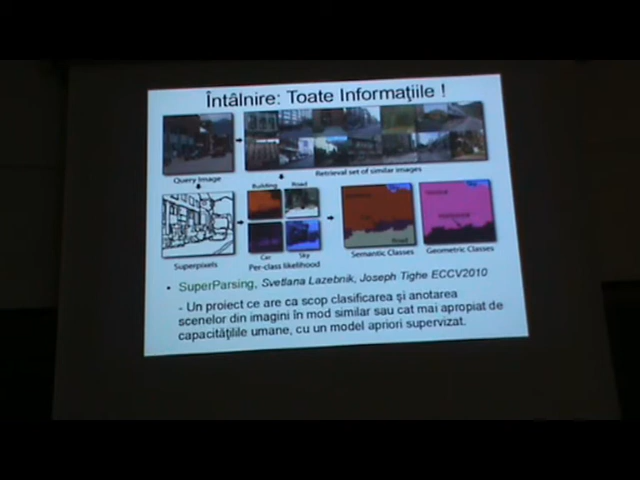 Întâlnire: Toate Informaţiile !
Query Image
Retrieval set of similar images
Building Road
Car Sky
Superpixels
Per-class likelihood
Semantic Classes
Geometric Classes
Road
• SuperParsing, Svetlana Lazebnik, Joseph Tighe ECCV2010
- Un proiect ce are ca scop clasificarea şi anotarea
scenelor din imagini în mod similar sau cat mai apropiat de
capacităţile umane, cu un model apriori supervizat.